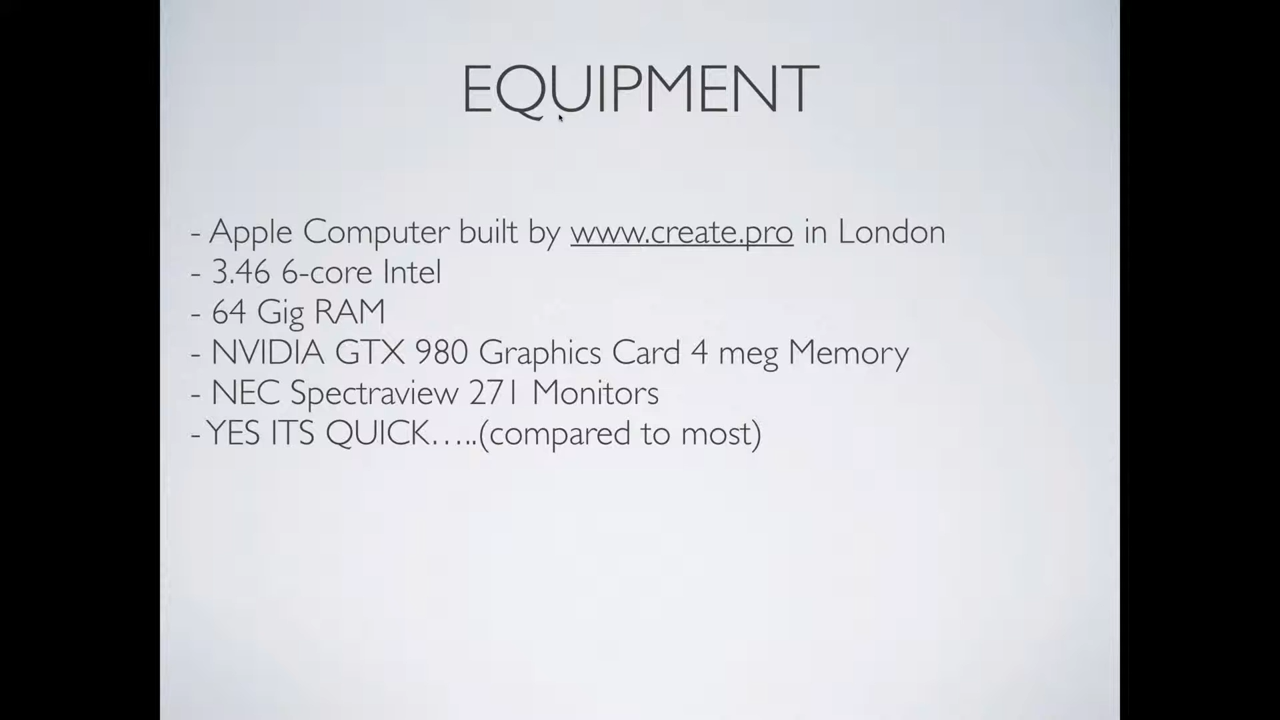 EQUIPMENT
- Apple Computer built by www.create.pro in London
- 3.46 6-core Intel
- 64 Gig RAM
- NVIDIA GTX 980 Graphics Card 4 meg Memory
- NEC Spectraview 271 Monitors
- YES ITS QUICK…..(compared to most)